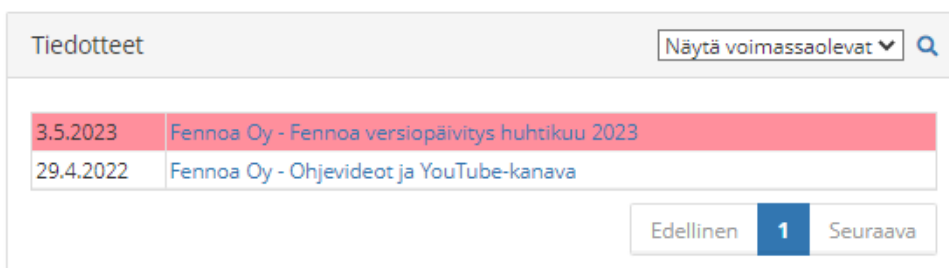 Tiedotteet
Näytä voimassaolevat
3.5.2023 Fennoa Oy - Fennoa versiopäivitys huhtikuu 2023
29.4.2022 Fennoa Oy - Ohjevideot ja YouTube-kanava
Edellinen 1 Seuraava